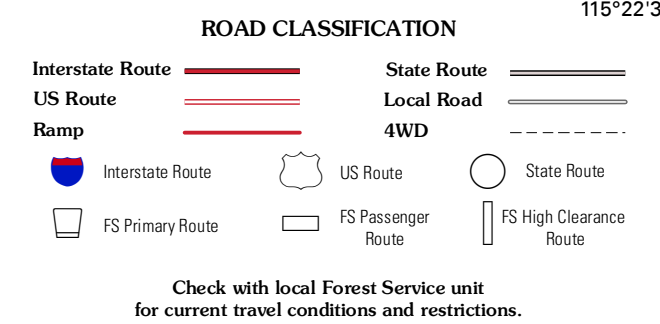 115°22'3
ROAD CLASSIFICATION
Interstate Route
State Route
US Route
Local Road
Ramp
4WD
Interstate Route
US Route
State Route
FS Primary Route
FS Passenger
Route
FS High Clearance
Route
Check with local Forest Service unit
for current travel conditions and restrictions.